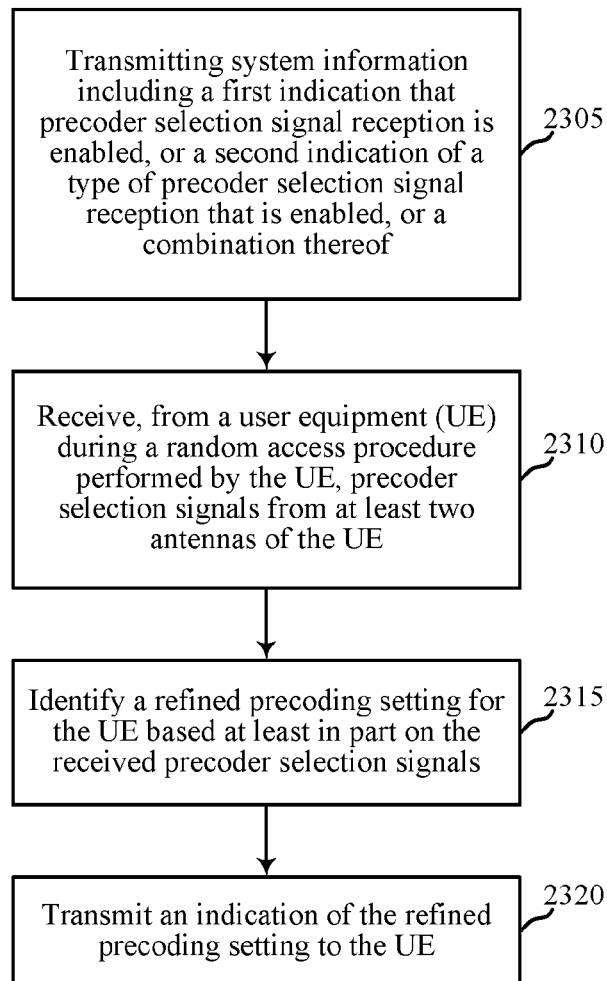 Transmitting system information
including a first indication that
precoder selection signal reception is
enabled, or a second indication of a
type of precoder selection signal
reception that is enabled, or a
combination thereof
2305
Receive, from a user equipment (UE)
during a random access procedure
performed by the UE, precoder
selection signals from at least two
antennas of the UE
2310
Identify a refined precoding setting for
the UE based at least in part on the
received precoder selection signals
2315
Transmit an indication of the refined
precoding setting to the UE
2320